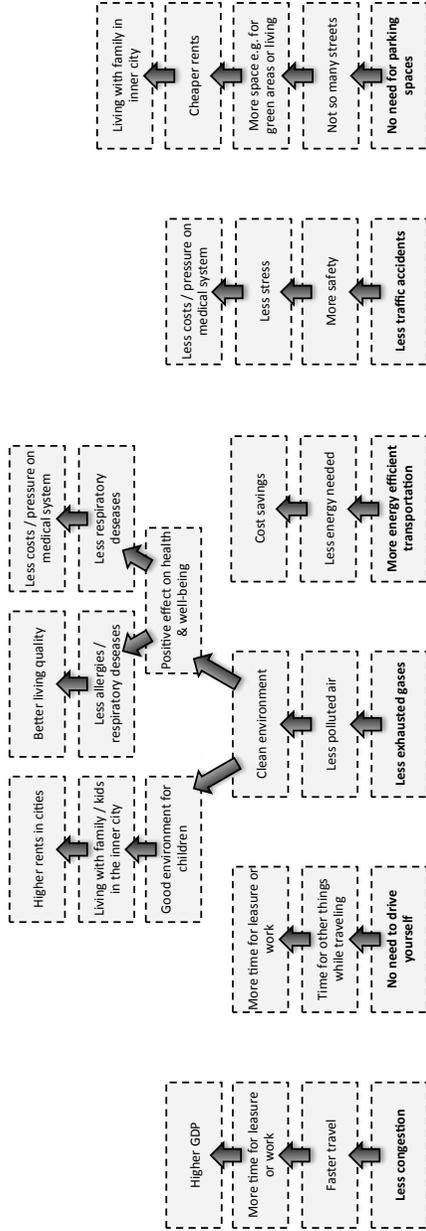 Higher GDP
More time for leasure
or work
Faster travel
Less congestion
More time for leasure or
work
Time for other things
while traveling
No need to drive
yourself
Higher rents in cities
Living with family / kids
in the inner city
Good environment for
children
Better living quality
Less allergies /
respiratory deseases
Less costs / pressure on
medical system
Less respiratory
deseases
Positive effect on health
& well-being
Clean environment
Less polluted air
Less exhausted gases
Cost savings
Less energy needed
More energy efficient
transportation
Less costs / pressure on
medical system
Less stress
More safety
Less traffic accidents
Living with family in
inner city
Cheaper rents
More space e.g. for
green areas or living
Not so many streets
No need for parking
spaces